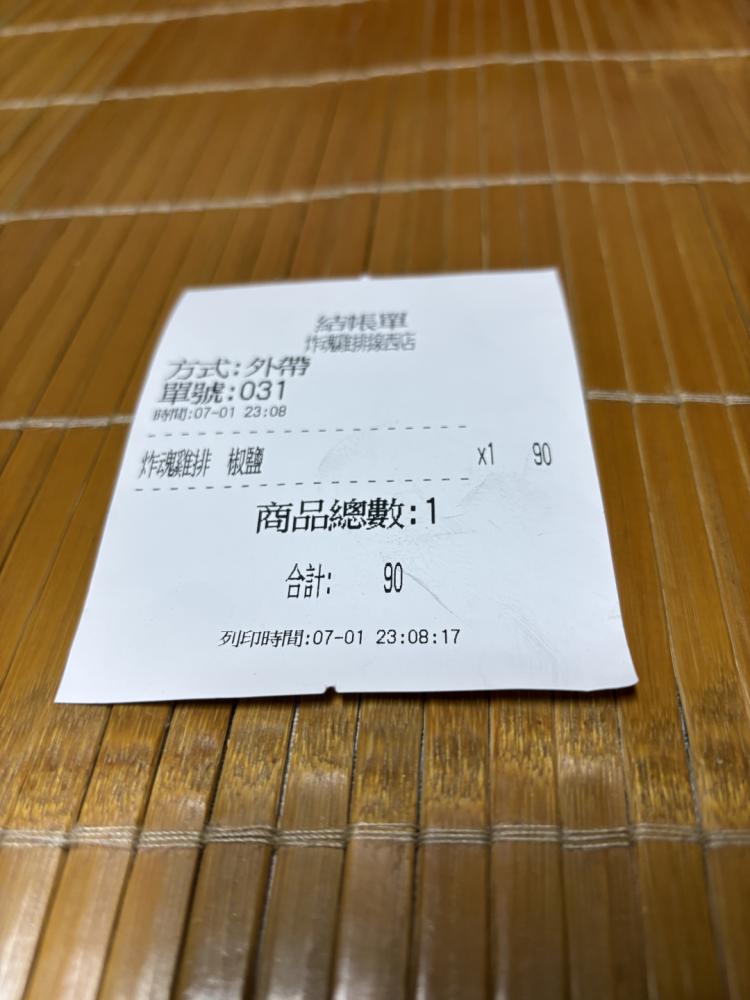 結帳單
炸魂雞排線西店
方式:外帶
單號:031
時間:07-01 23:08
炸魂雞排 椒鹽 x1 90
商品總數:1
合計: 90
列印時間:07-01 23:08:17